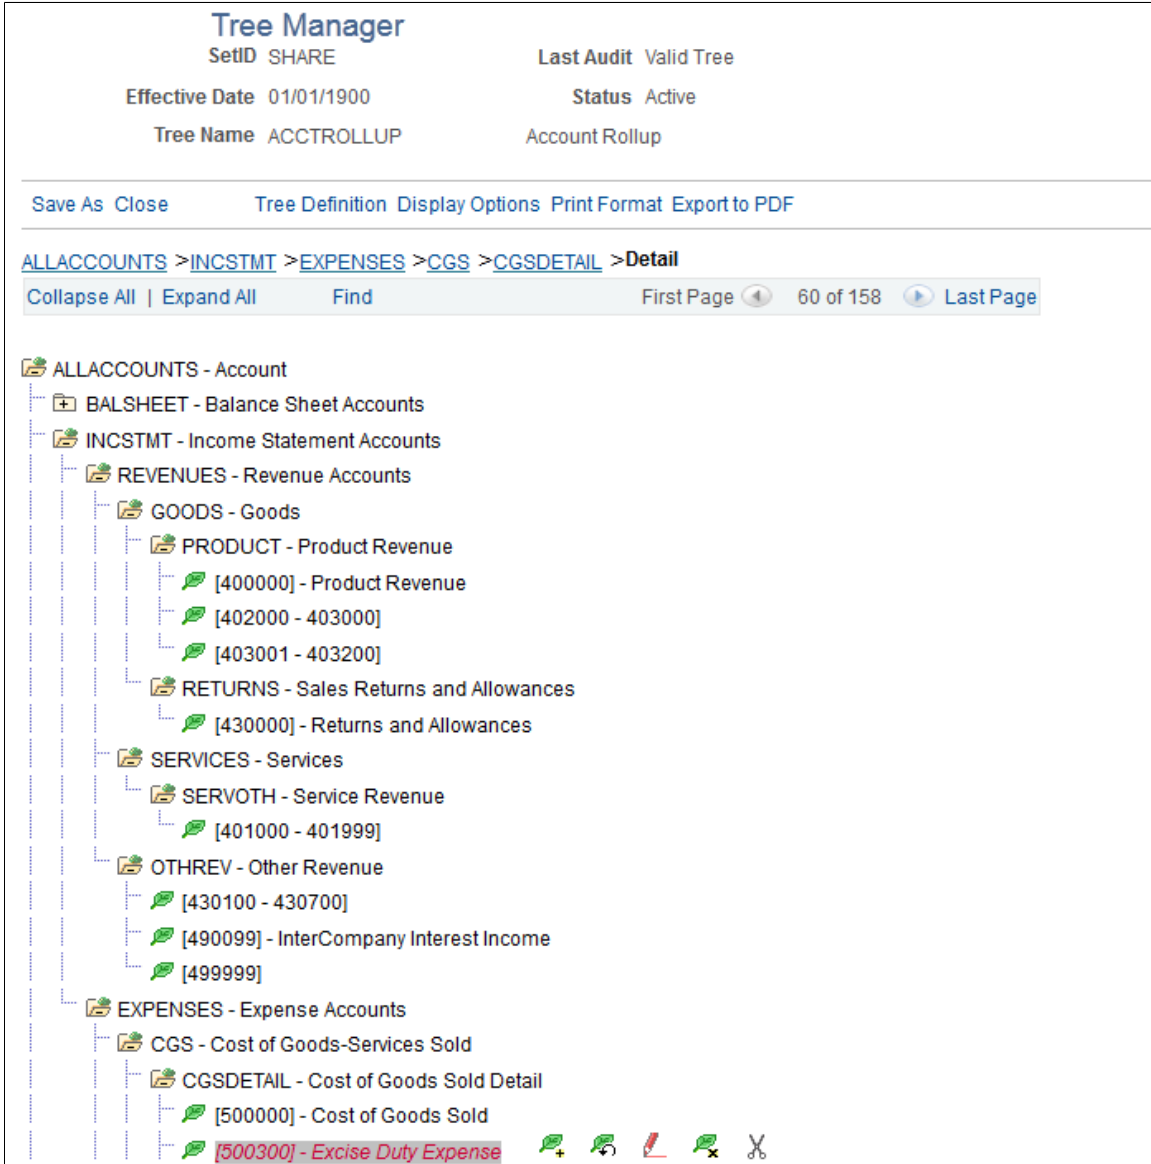 Tree Manager
SetID SHARE Last Audit Valid Tree
Effective Date 01/01/1900 Status Active
Tree Name ACCTROLLUP Account Rollup
Save As Close Tree Definition Display Options Print Format Export to PDF
ALLACCOUNTS >INCSTMT >EXPENSES >CGS >CGSDETAIL >Detail
Collapse All | Expand All Find First Page 60 of 158 Last Page
ALLACCOUNTS - Account
BALSHEET - Balance Sheet Accounts
INCSTMT - Income Statement Accounts
REVENUES - Revenue Accounts
GOODS - Goods
PRODUCT - Product Revenue
[400000] - Product Revenue
[402000 - 403000]
[403001 - 403200]
RETURNS - Sales Returns and Allowances
[430000] - Returns and Allowances
SERVICES - Services
SERVOTH - Service Revenue
[401000 - 401999]
OTHREV - Other Revenue
[430100 - 430700]
[490099] - InterCompany Interest Income
[499999]
EXPENSES - Expense Accounts
CGS - Cost of Goods-Services Sold
CGSDETAIL - Cost of Goods Sold Detail
[500000] - Cost of Goods Sold
[500300] - Excise Duty Expense